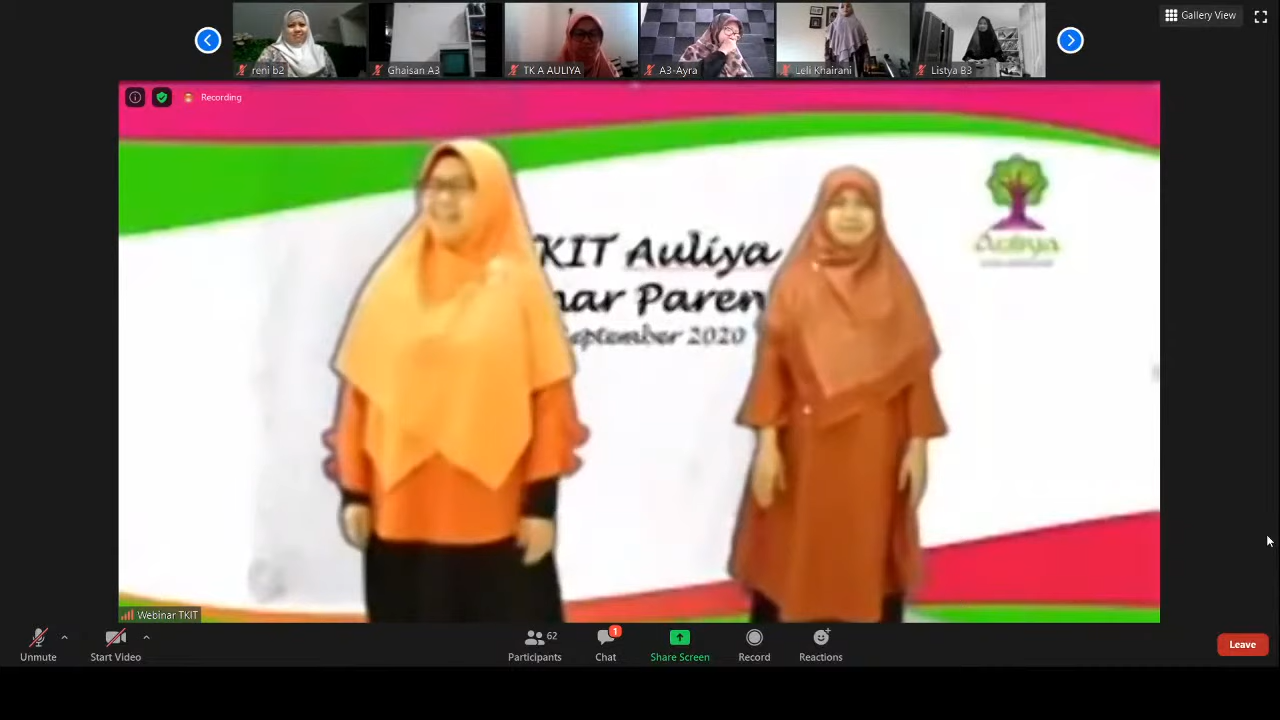 Gallery View
reni b2
Ghaisan A3
TK A AULIYA
A3-Ayra
Leli Khairani
Listya B3
Recording
KIT Auliya
nar Paren
eptember 2020
Auliya
Webinar TKIT
Unmute
Start Video
62
Participants
1
Chat
Share Screen
Record
Reactions
Leave